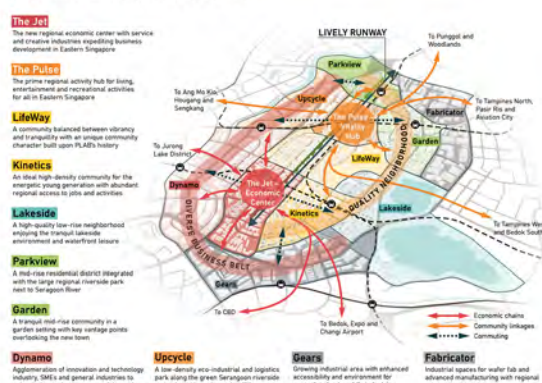 The Jet
The new regional economic center with service
and creative industries expediting business
development in Eastern Singapore
The Pulse
The prime regional activity hub for living,
entertainment and recreational activities
for all in Eastern Singapore
LifeWay
A community balanced between vibrancy
and tranquillity with an unique community
character built upon PLAB's history
Kinetics
An ideal high-density community for the
energetic young generation with abundant
regional access to jobs and activities
Lakeside
A high-quality low-rise neighborhood
enjoying the tranquil lakeside
environment and waterfront leisure
Parkview
A mid-rise residential district integrated
with the large regional riverside park
next to Seragoon River
Garden
A tranquil mid-rise community in a
garden setting with key vantage points
overlooking the new town
Dynamo
Agglomeration of innovation and technology
industry, SMEs and general industries to
Upcycle
A low-density eco-industrial and logistics
park along the green Serangoon riverside
Gears
Growing industrial area with enhanced
accessibility and environment for
Fabricator
Industrial spaces for wafer fab and
advanced manufacturing with regional
LIVELY RUNWAY
To Punggol and
Woodlands
Parkview
To Ang Mo Kio,
Hougang and
Sengkang
Upcycle
The Pulse
Vitality
Hub
Fabricator
To Tampines North,
Pasir Ris and
Aviation City
Garden
To Jurong
Lake District
LifeWay
QUALITY NEIGHBORHOOD
Dynamo
The Jet
Economic
Center
Lakeside
Kinetics
To Tampines West
and Bedok South
DIVERSE BUSINESS BELT
Gears
To CBD
To Bedok, Expo and
Changi Airport
Economic chains
Community linkages
Commuting